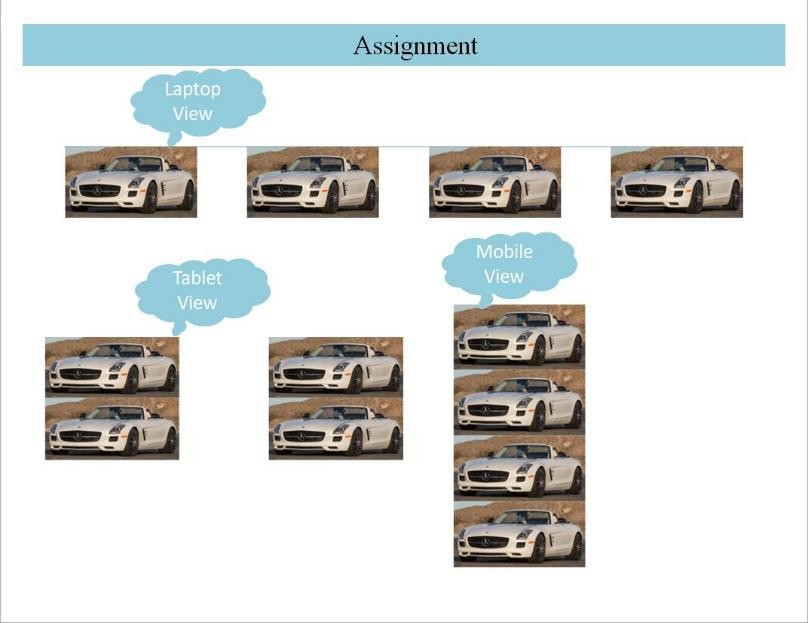 Assignment
Laptop
View
Mobile
View
Tablet
View